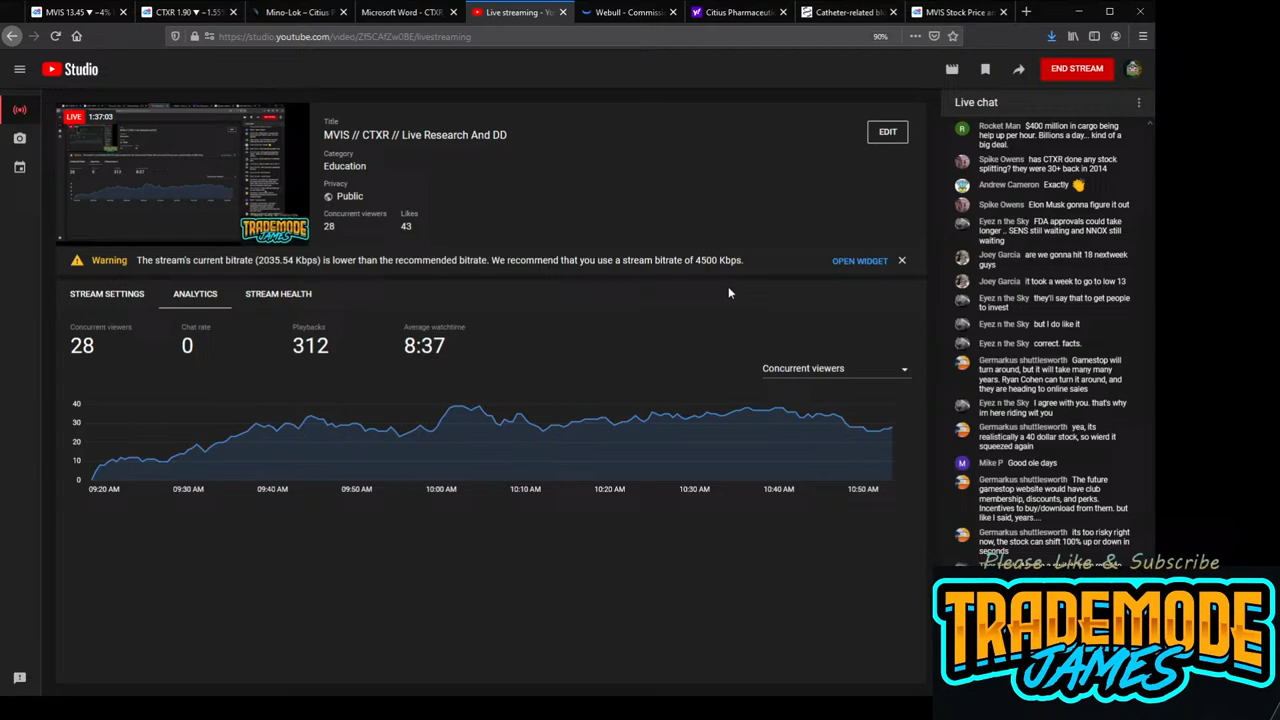 MVIS 13.45 ▼ −4%
CTXR 1.90 ▼ −1.55%
Mino-Lok – Citius P
Microsoft Word - CTXR
Live streaming - Yo
Webull - Commissi
Citius Pharmaceuti
Catheter-related bl
MVIS Stock Price an
https://studio.youtube.com/video/Zf5CAfZw0BE/livestreaming
90%
Studio
END STREAM
LIVE 1:37:03
TRADEMODE
JAMES
Title
MVIS // CTXR // Live Research And DD
Category
Education
Privacy
Public
Concurrent viewers
28
Likes
43
EDIT
Warning The stream's current bitrate (2035.54 Kbps) is lower than the recommended bitrate. We recommend that you use a stream bitrate of 4500 Kbps.
OPEN WIDGET
STREAM SETTINGS
ANALYTICS
STREAM HEALTH
Concurrent viewers
28
Chat rate
0
Playbacks
312
Average watchtime
8:37
Concurrent viewers
40
30
20
10
0
09:20 AM
09:30 AM
09:40 AM
09:50 AM
10:00 AM
10:10 AM
10:20 AM
10:30 AM
10:40 AM
10:50 AM
Live chat
R
Rocket Man $400 million in cargo being
help up per hour. Billions a day... kind of a
big deal.
Spike Owens has CTXR done any stock
splitting? they were 30+ back in 2014
Andrew Cameron Exactly 👏
Spike Owens Elon Musk gonna figure it out
Eyez n the Sky FDA approvals could take
longer .. SENS still waiting and NNOX still
waiting
Joey Garcia are we gonna hit 18 nextweek
guys
Joey Garcia it took a week to go to low 13
Eyez n the Sky they'll say that to get people
to invest
Eyez n the Sky but I do like it
Eyez n the Sky correct. facts.
Germarkus shuttlesworth Gamestop will
turn around, but it will take many many
years. Ryan Cohen can turn it around, and
they are heading to online sales
Eyez n the Sky I agree with you. that's why
im here riding wit you
Germarkus shuttlesworth yea, its
realistically a 40 dollar stock, so wierd it
squeezed again
M
Mike P Good ole days
Germarkus shuttlesworth The future
gamestop website would have club
membership, discounts, and perks.
Incentives to buy/download from them. but
like I said, years....
Germarkus shuttlesworth its too risky right
now, the stock can shift 100% up or down in
seconds
Please Like & Subscribe
TRADEMODE
JAMES